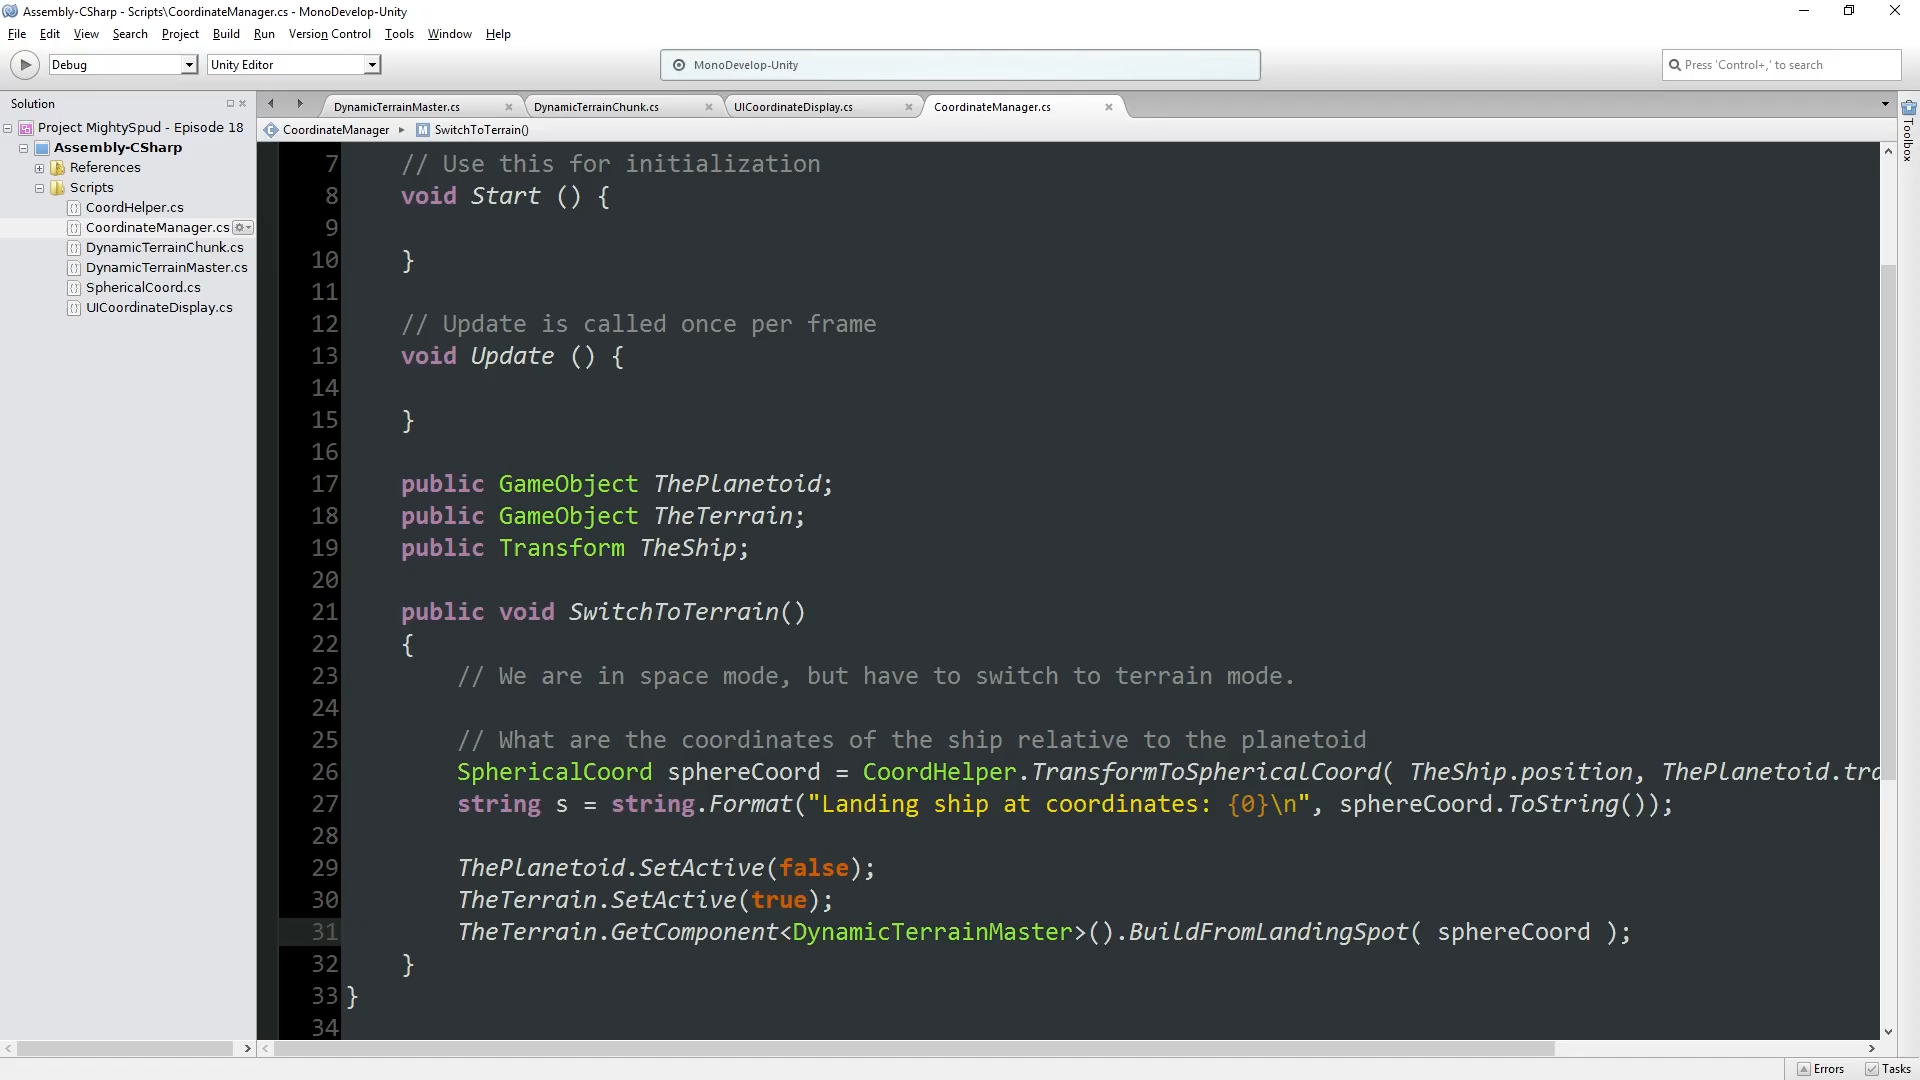 Assembly-CSharp - Scripts\CoordinateManager.cs - MonoDevelop-Unity
File Edit View Search Project Build Run Version Control Tools Window Help
Debug Unity Editor MonoDevelop-Unity Press 'Control+,' to search
Solution
Project MightySpud - Episode 18
Assembly-CSharp
References
Scripts
CoordHelper.cs
CoordinateManager.cs
DynamicTerrainChunk.cs
DynamicTerrainMaster.cs
SphericalCoord.cs
UICoordinateDisplay.cs
DynamicTerrainMaster.cs DynamicTerrainChunk.cs UICoordinateDisplay.cs CoordinateManager.cs
CoordinateManager SwitchToTerrain()
Toolbox
7 // Use this for initialization
8 void Start () {
9
10 }
11
12 // Update is called once per frame
13 void Update () {
14
15 }
16
17 public GameObject ThePlanetoid;
18 public GameObject TheTerrain;
19 public Transform TheShip;
20
21 public void SwitchToTerrain()
22 {
23 // We are in space mode, but have to switch to terrain mode.
24
25 // What are the coordinates of the ship relative to the planetoid
26 SphericalCoord sphereCoord = CoordHelper.TransformToSphericalCoord( TheShip.position, ThePlanetoid.tra
27 string s = string.Format("Landing ship at coordinates: {0}\n", sphereCoord.ToString());
28
29 ThePlanetoid.SetActive(false);
30 TheTerrain.SetActive(true);
31 TheTerrain.GetComponent<DynamicTerrainMaster>().BuildFromLandingSpot( sphereCoord );
32 }
33 }
34
Errors Tasks